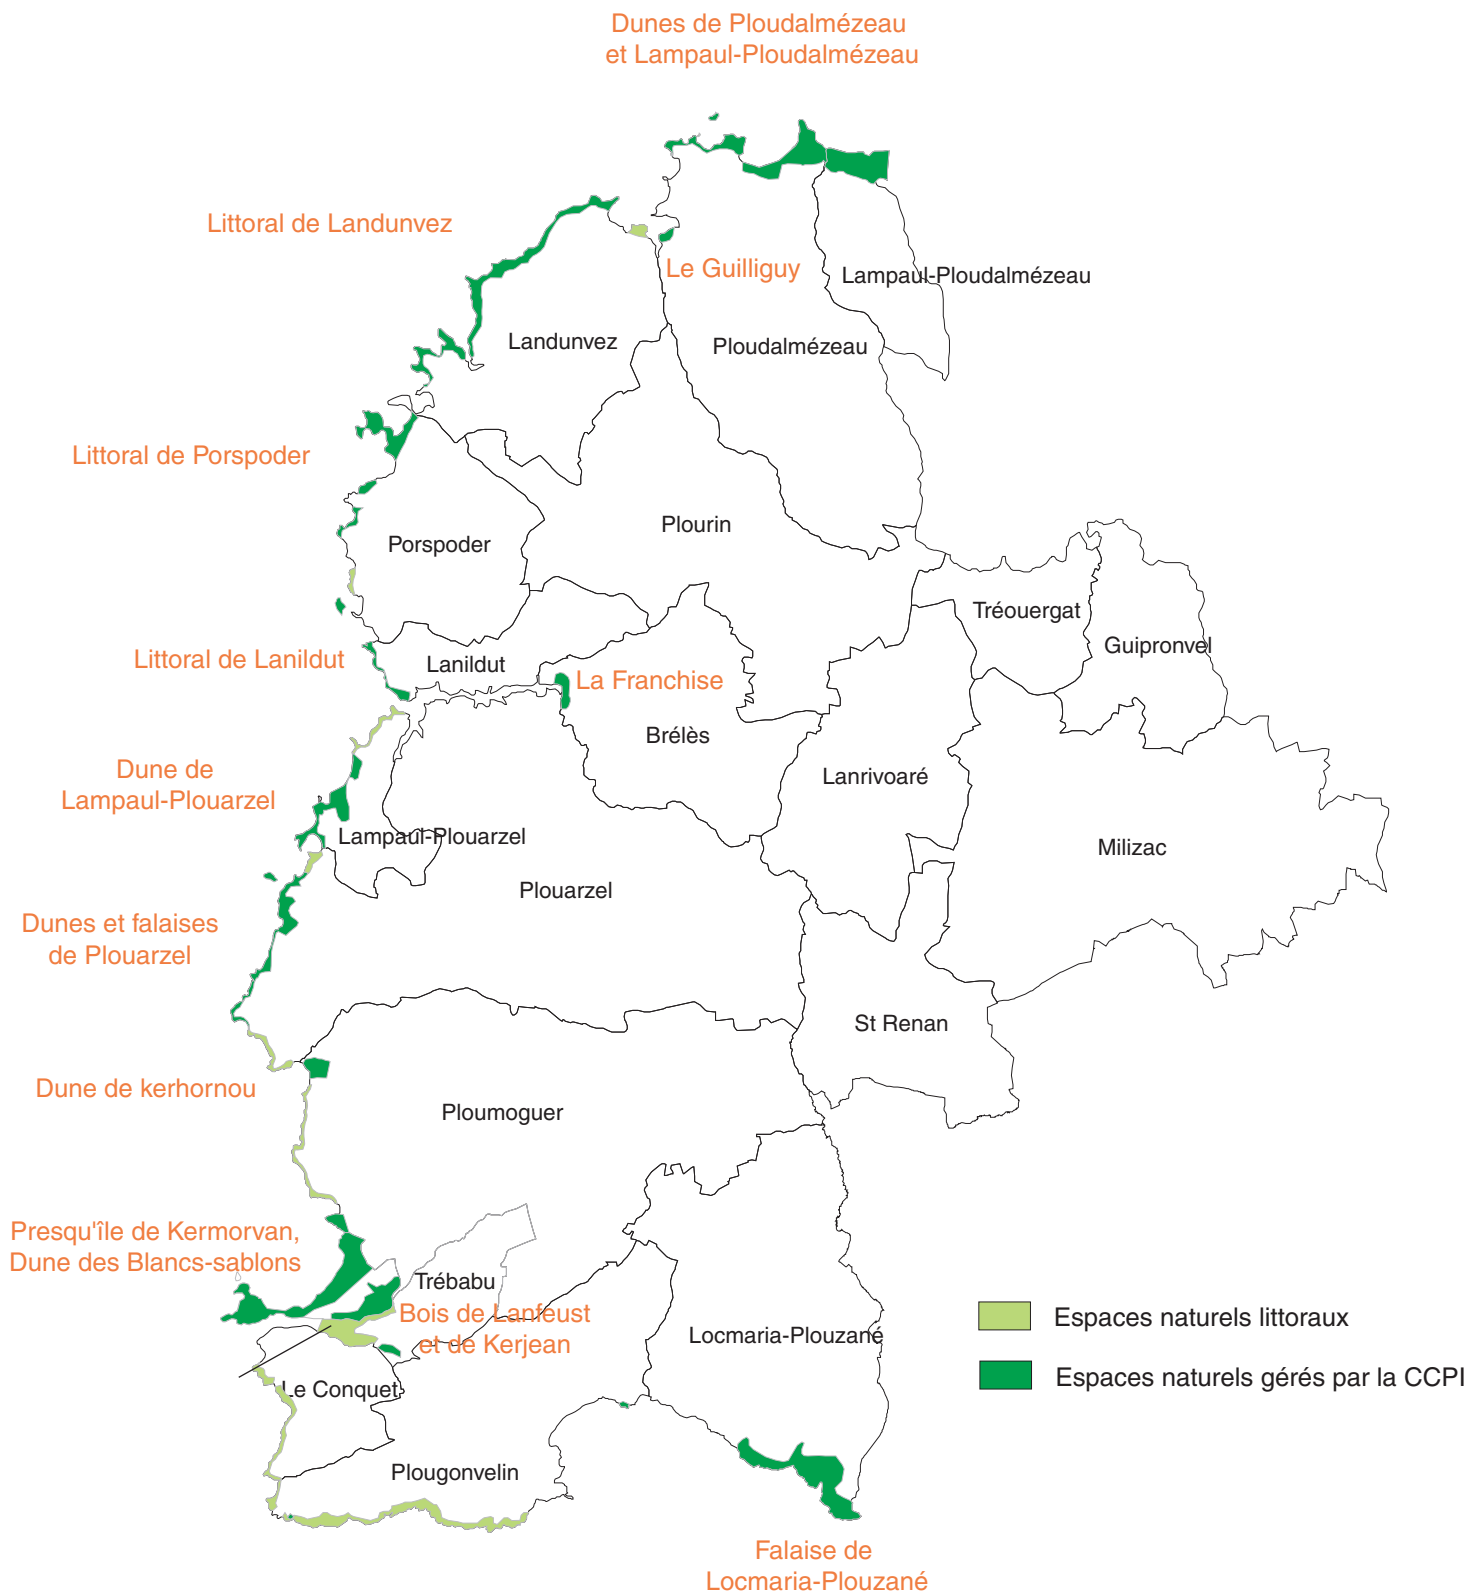 Dunes de Ploudalmézeau
et Lampaul-Ploudalmézeau
Littoral de Landunvez
Le Guilliguy
Lampaul-Ploudalmézeau
Landunvez
Ploudalmézeau
Littoral de Porspoder
Plourin
Porspoder
Tréouergat
Guipronvel
Littoral de Lanildut
Lanildut
La Franchise
Brélès
Dune de
Lampaul-Plouarzel
Lanrivoaré
Lampaul-Plouarzel
Milizac
Plouarzel
Dunes et falaises
de Plouarzel
St Renan
Dune de kerhornou
Ploumoguer
Presqu'île de Kermorvan,
Dune des Blancs-sablons
Trébabu
Bois de Lanfeust
et de Kerjean
Locmaria-Plouzané
Espaces naturels littoraux
Espaces naturels gérés par la CCPI
Le Conquet
Plougonvelin
Falaise de
Locmaria-Plouzané